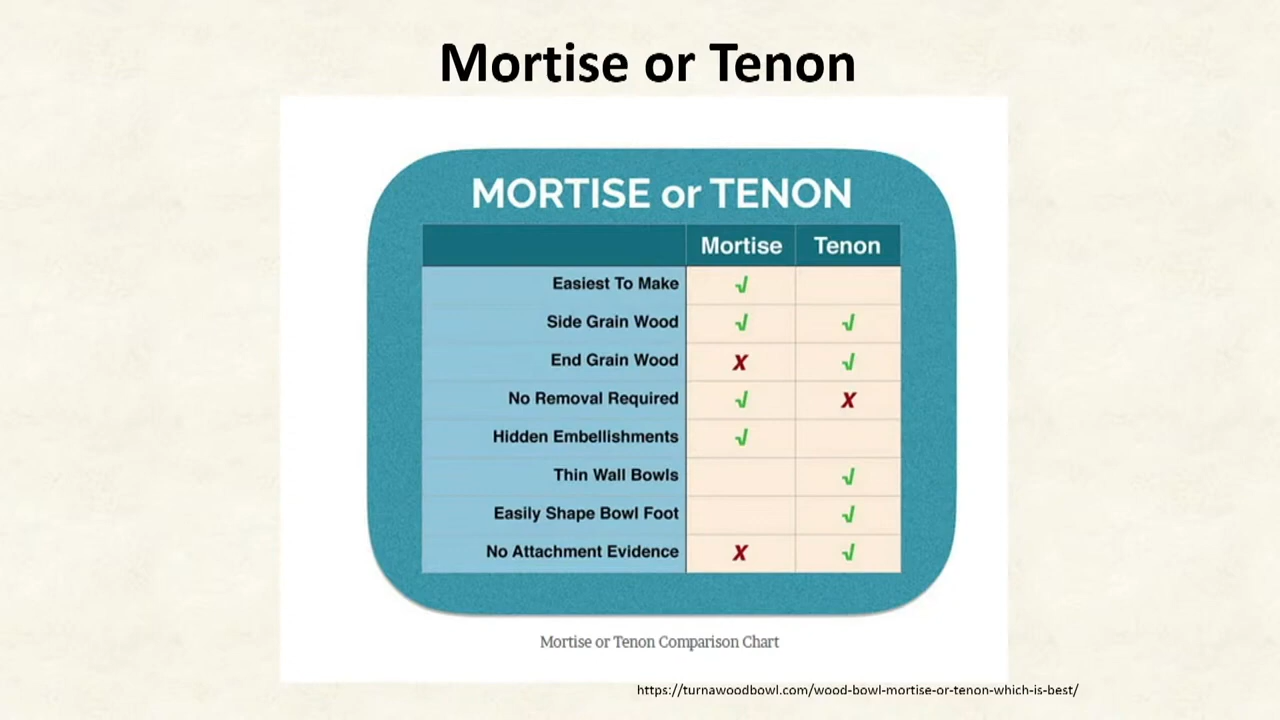 Mortise or Tenon
MORTISE or TENON
Mortise Tenon
Easiest To Make √
Side Grain Wood √ √
End Grain Wood X √
No Removal Required √ X
Hidden Embellishments √
Thin Wall Bowls √
Easily Shape Bowl Foot √
No Attachment Evidence X √
Mortise or Tenon Comparison Chart
https://turnawoodbowl.com/wood-bowl-mortise-or-tenon-which-is-best/